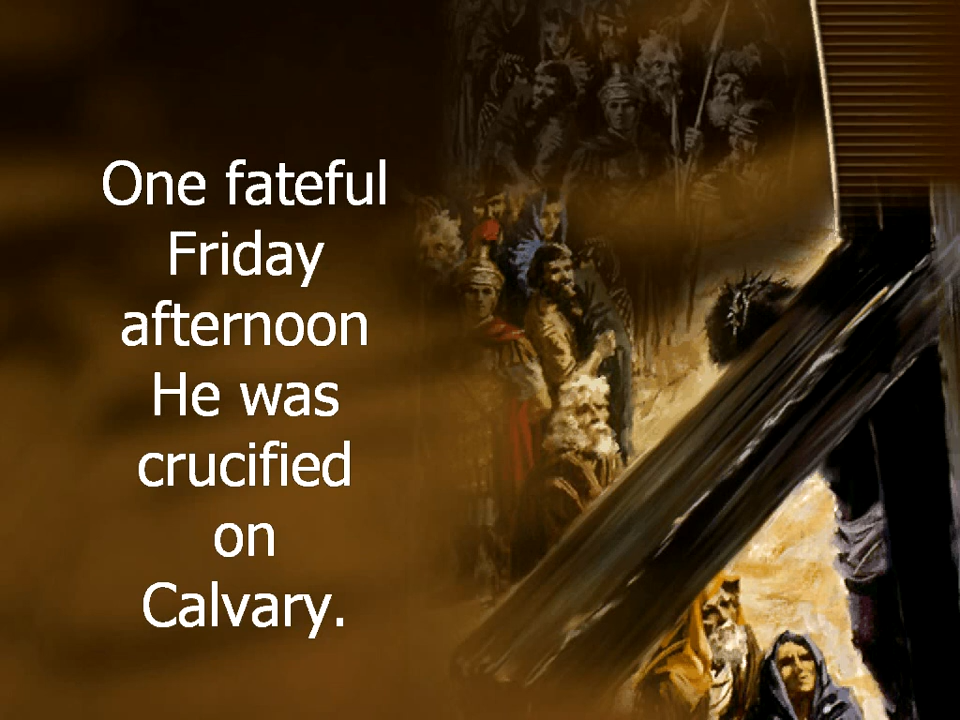 One fateful
Friday
afternoon
He was
crucified
on
Calvary.